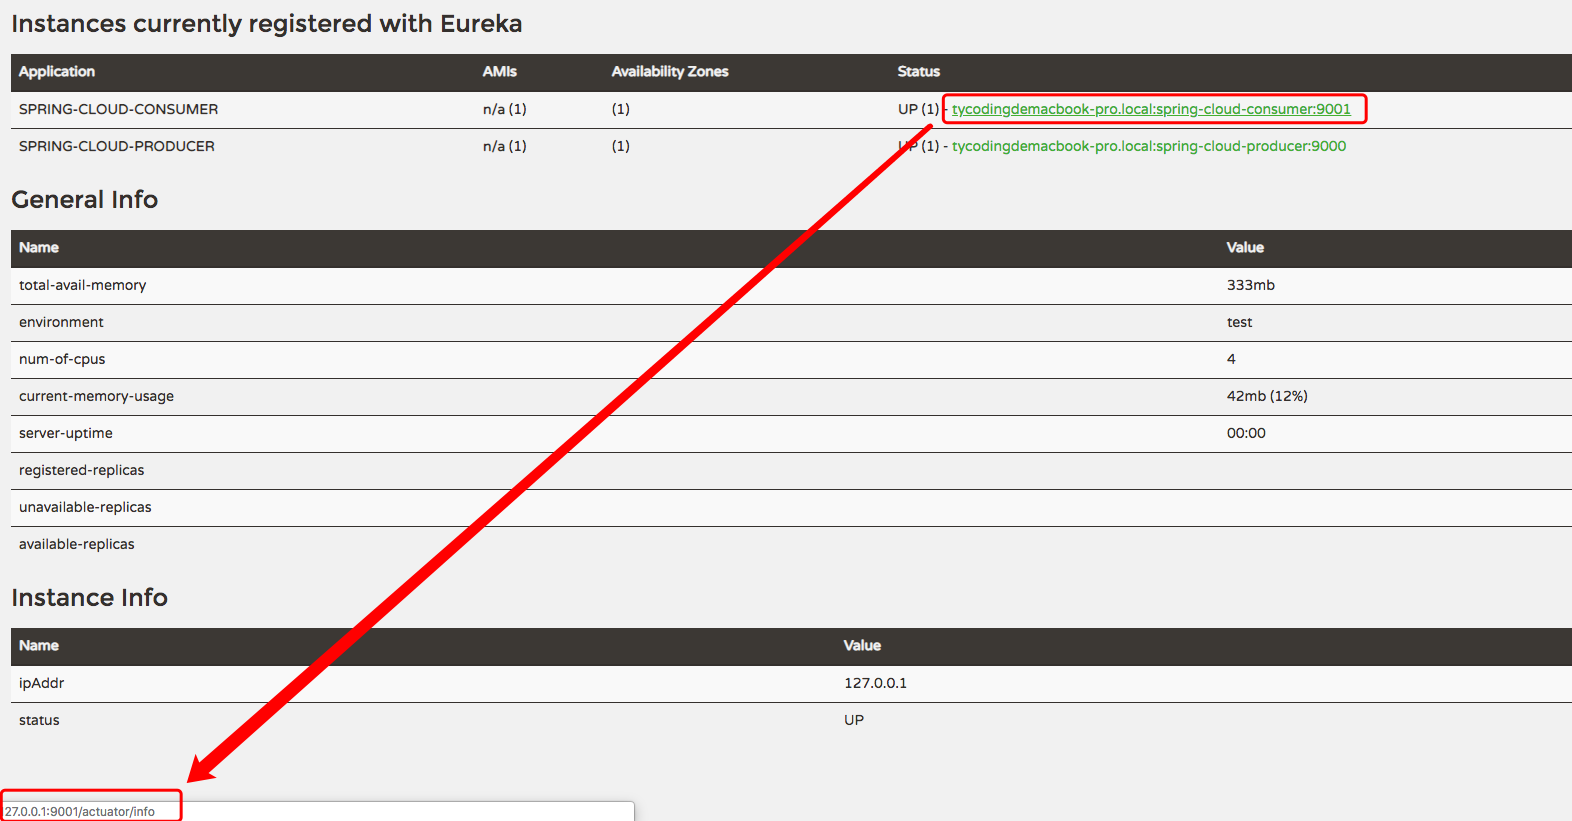 Instances currently registered with Eureka
Application AMIs Availability Zones Status
SPRING-CLOUD-CONSUMER n/a (1) (1) UP (1) - tycodingdemacbook-pro.local:spring-cloud-consumer:9001
SPRING-CLOUD-PRODUCER n/a (1) (1) UP (1) - tycodingdemacbook-pro.local:spring-cloud-producer:9000
General Info
Name Value
total-avail-memory 333mb
environment test
num-of-cpus 4
current-memory-usage 42mb (12%)
server-uptime 00:00
registered-replicas
unavailable-replicas
available-replicas
Instance Info
Name Value
ipAddr 127.0.0.1
status UP
27.0.0.1:9001/actuator/info